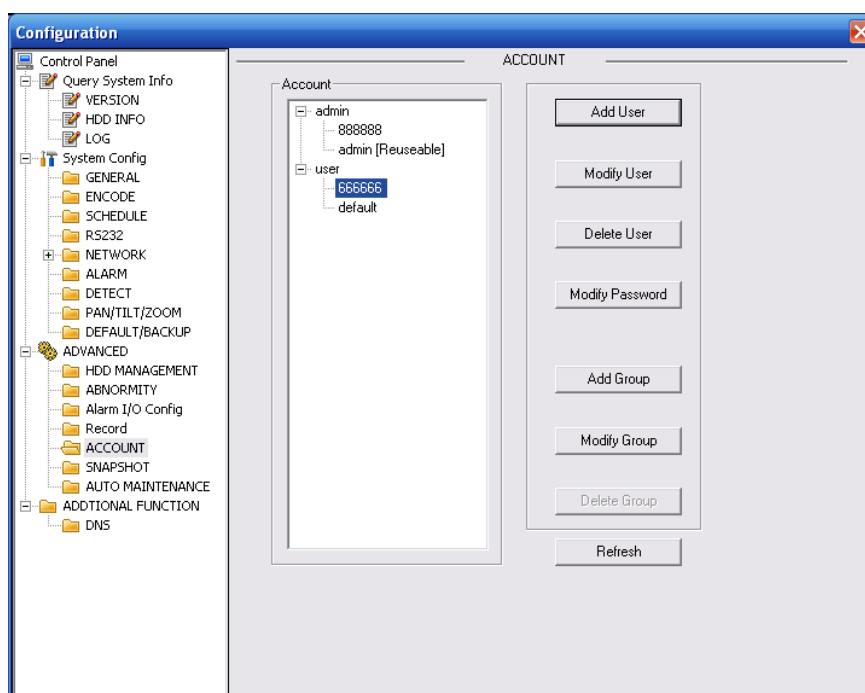 Configuration
Control Panel
Query System Info
VERSION
HDD INFO
LOG
System Config
GENERAL
ENCODE
SCHEDULE
RS232
NETWORK
ALARM
DETECT
PAN/TILT/ZOOM
DEFAULT/BACKUP
ADVANCED
HDD MANAGEMENT
ABNORMITY
Alarm I/O Config
Record
ACCOUNT
SNAPSHOT
AUTO MAINTENANCE
ADDTIONAL FUNCTION
DNS
ACCOUNT
Account
admin
888888
admin [Reuseable]
user
666666
default
Add User
Modify User
Delete User
Modify Password
Add Group
Modify Group
Delete Group
Refresh